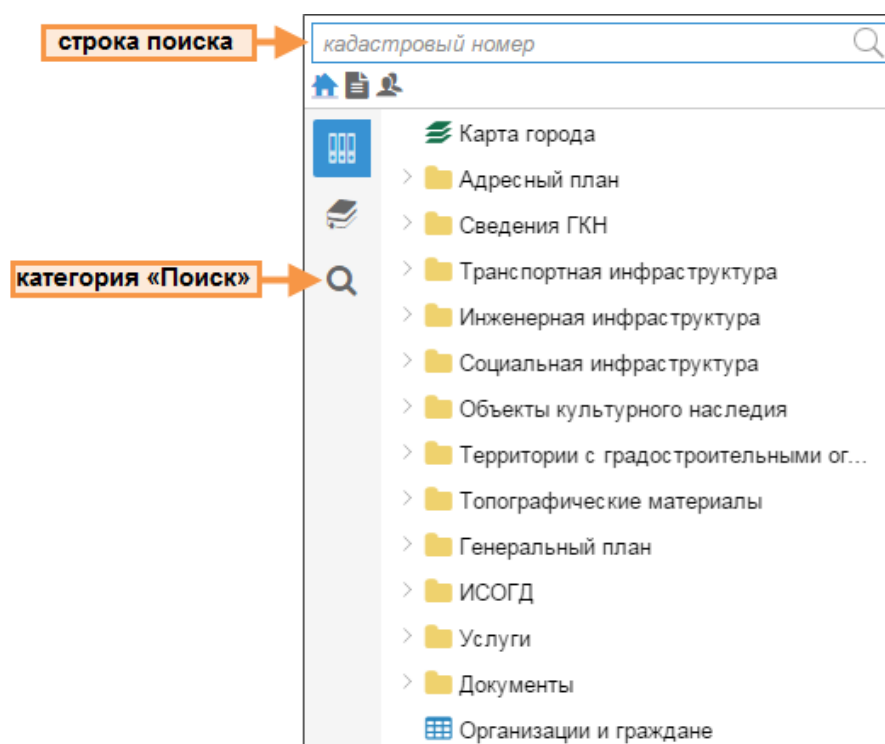 строка поиска
кадастровый номер
Карта города
Адресный план
Сведения ГКН
категория «Поиск»
Транспортная инфраструктура
Инженерная инфраструктура
Социальная инфраструктура
Объекты культурного наследия
Территории с градостроительными ог...
Топографические материалы
Генеральный план
ИСОГД
Услуги
Документы
Организации и граждане